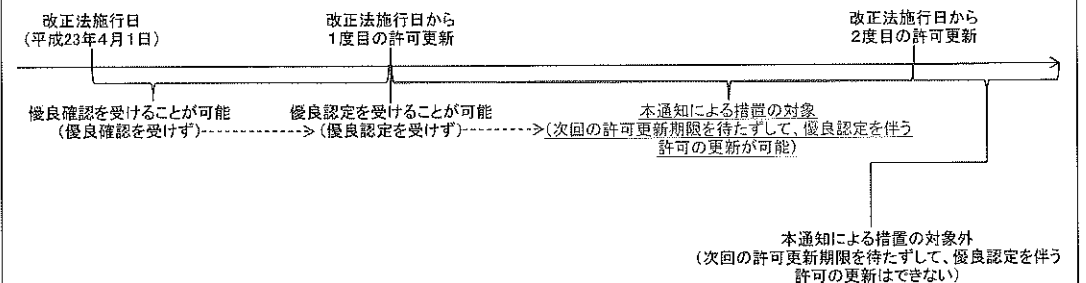 改正法施行日
(平成23年4月1日)
改正法施行日から
1度目の許可更新
改正法施行日から
2度目の許可更新
優良確認を受けることが可能
(優良確認を受けず)
優良認定を受けることが可能
(優良認定を受けず)
本通知による措置の対象
(次回の許可更新期限を待たずして、優良認定を伴う
許可の更新が可能)
本通知による措置の対象外
(次回の許可更新期限を待たずして、優良認定を伴う
許可の更新はできない)